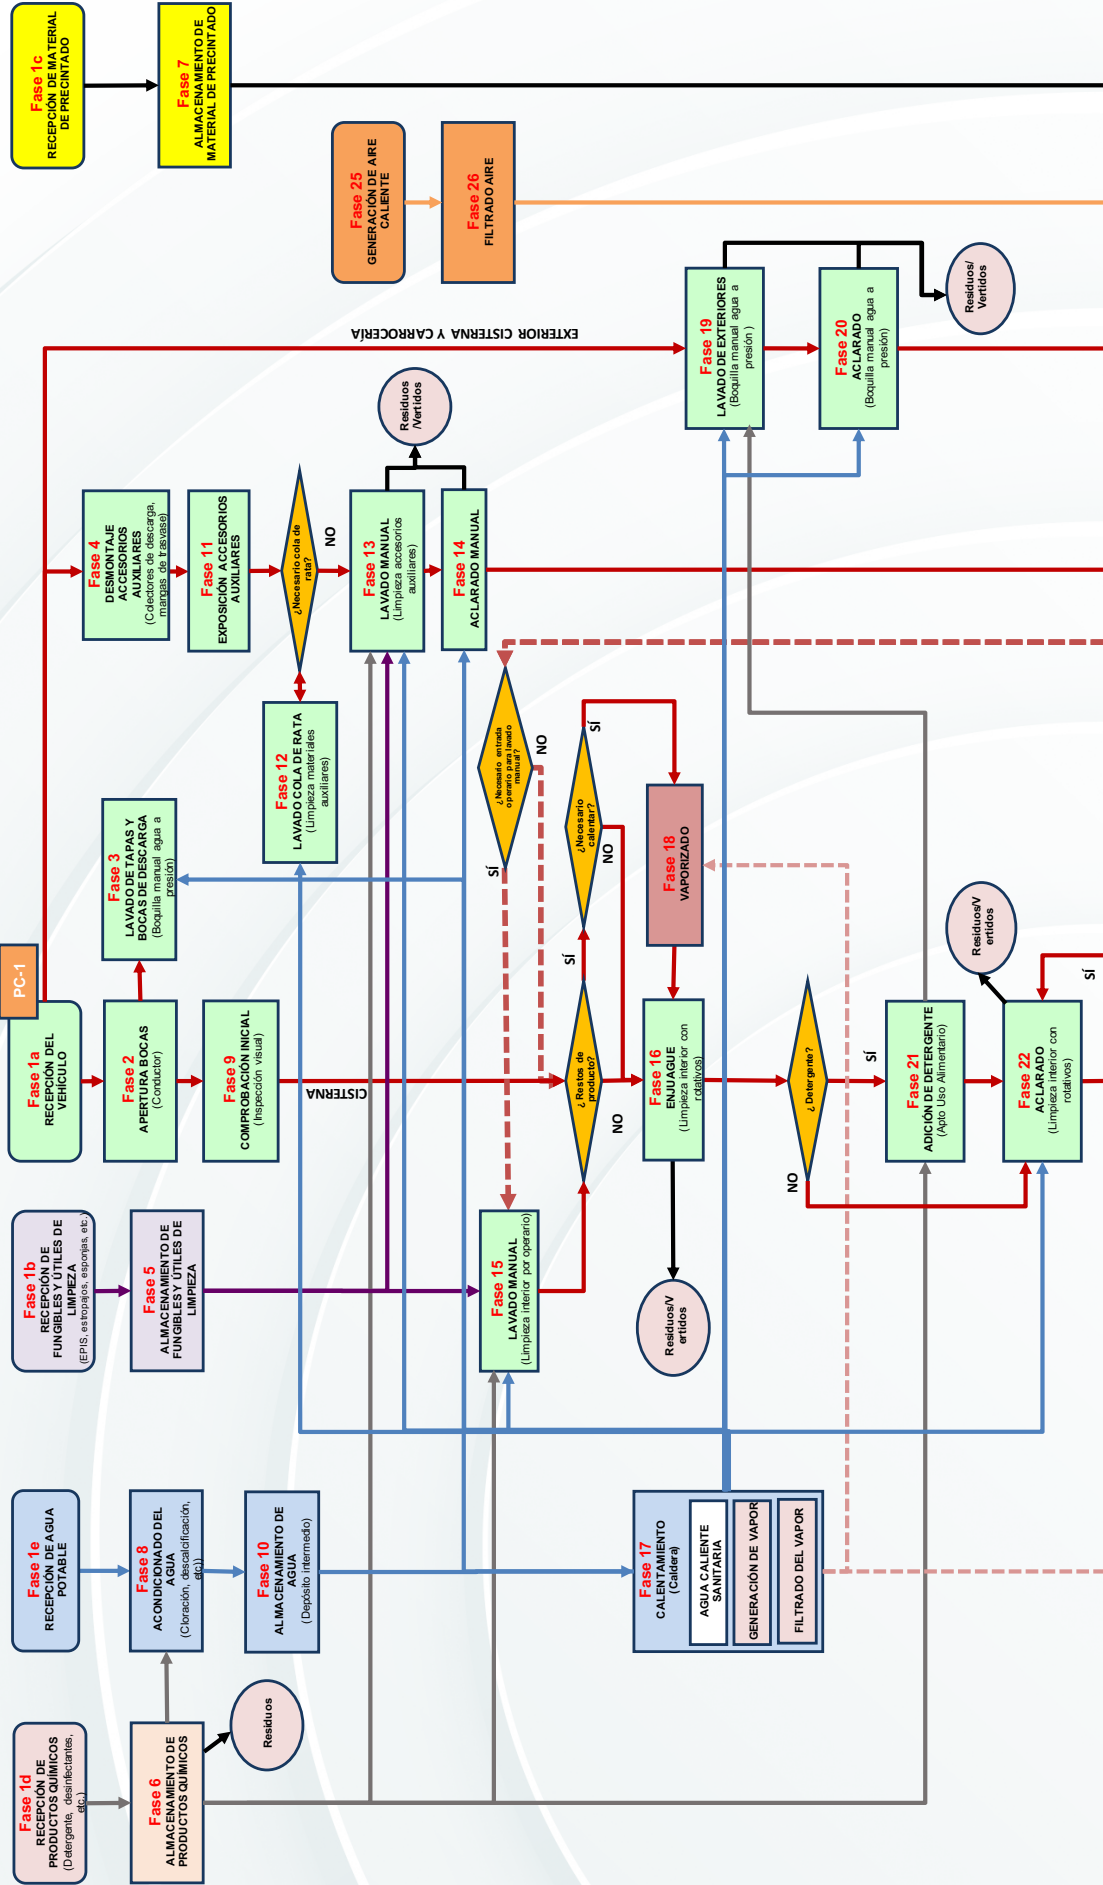 Fase 1d
RECEPCIÓN DE
PRODUCTOS QUÍMICOS
(Detergente, desinfectantes,
etc.)
Fase 1e
RECEPCIÓN DE AGUA
POTABLE
Fase 1b
RECEPCIÓN DE
FUNGIBLES Y ÚTILES DE
LIMPIEZA
(EPIS, estropajos, esponjas, etc.)
Fase 1a
RECEPCIÓN DEL
VEHÍCULO
PC-1
Fase 1c
RECEPCIÓN DE MATERIAL
DE PRECINTADO
Fase 6
ALMACENAMIENTO DE
PRODUCTOS QUÍMICOS
Residuos
Fase 8
ACONDICIONADO DEL
AGUA
(Cloración, descalcificación,
etc))
Fase 5
ALMACENAMIENTO DE
FUNGIBLES Y ÚTILES DE
LIMPIEZA
Fase 2
APERTURA BOCAS
(Conductor)
Fase 3
LAVADO DE TAPAS Y
BOCAS DE DESCARGA
(Boquilla manual agua a
presión)
Fase 4
DESMONTAJE
ACCESORIOS
AUXILIARES
(Colectores de descarga,
mangas de trasvase)
Fase 7
ALMACENAMIENTO DE
MATERIAL DE PRECINTADO
Fase 10
ALMACENAMIENTO DE
AGUA
(Depósito intermedio)
Fase 9
COMPROBACIÓN INICIAL
(Inspección visual)
CISTERNA
Fase 11
EXPOSICIÓN ACCESORIOS
AUXILIARES
Fase 12
LAVADO COLA DE RATA
(Limpieza materiales
auxiliares)
¿Necesario cola de
rata?
NO
EXTERIOR CISTERNA Y CARROCERÍA
Fase 25
GENERACIÓN DE AIRE
CALIENTE
Fase 13
LAVADO MANUAL
(Limpieza accesorios
auxiliares)
Residuos
/Vertidos
Fase 26
FILTRADO AIRE
Fase 14
ACLARADO MANUAL
Fase 15
LAVADO MANUAL
(Limpieza interior por operario)
SÍ
¿Necesario entrada
operario para lavado
manual?
NO
¿ Restos de
producto?
SÍ
NO
¿Necesario
calentar?
SÍ
NO
Fase 17
CALENTAMIENTO
(Caldera)
AGUA CALIENTE
SANITARIA
GENERACIÓN DE VAPOR
FILTRADO DEL VAPOR
Residuos/V
ertidos
Fase 16
ENJUAGUE
(Limpieza interior con
rotativos)
Fase 18
VAPORIZADO
Fase 19
LAVADO DE EXTERIORES
(Boquilla manual agua a
presión )
¿ Detergente?
NO
SÍ
Fase 20
ACLARADO
(Boquilla manual agua a
presión)
Residuos/
Vertidos
Fase 21
ADICIÓN DE DETERGENTE
(Apto Uso Alimentario)
Residuos/V
ertidos
Fase 22
ACLARADO
(Limpieza interior con
rotativos)
SÍ